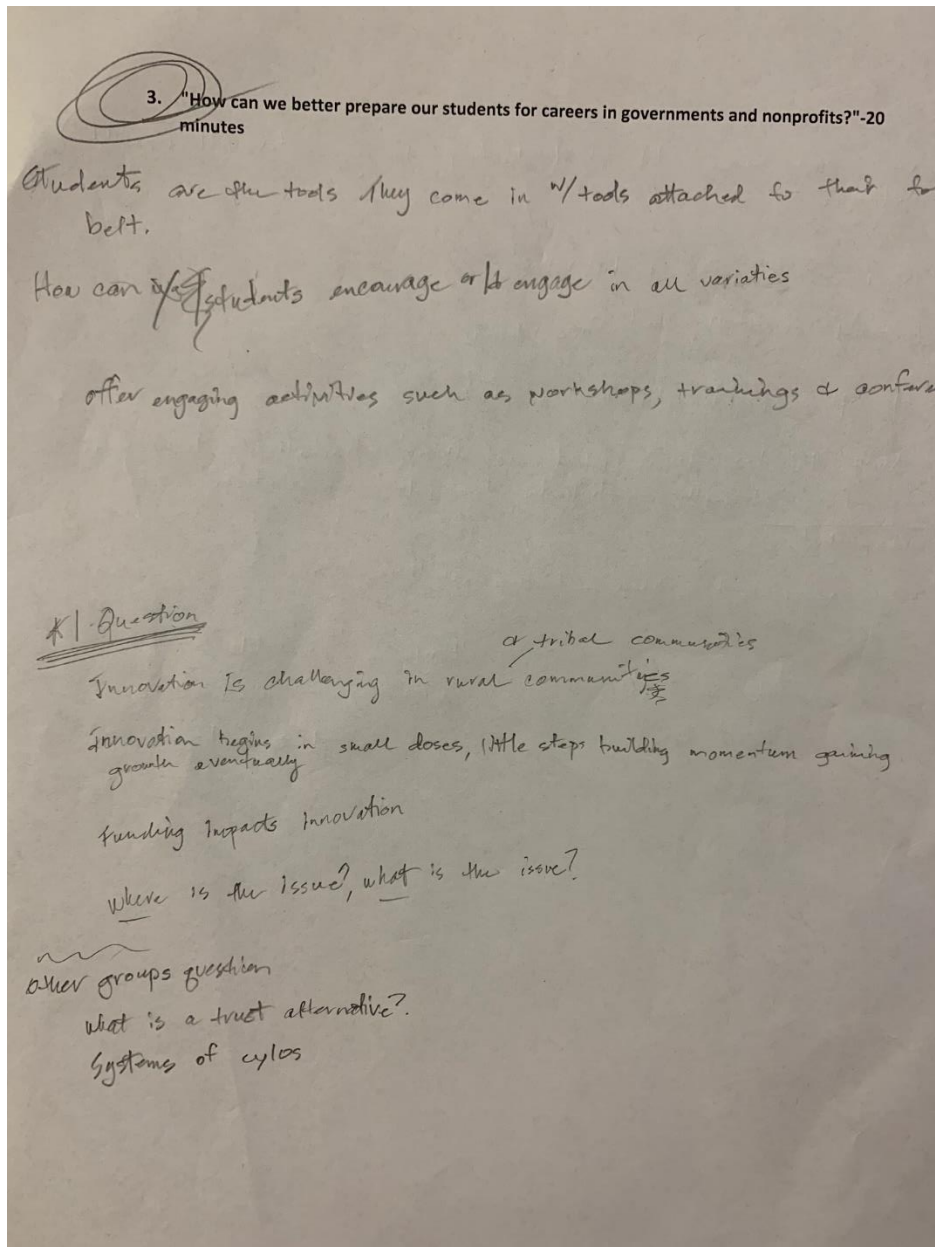 3. "How can we better prepare our students for careers in governments and nonprofits?"-20
minutes
Students are the tools They come in w/ tools attached to that
belt.
How can students encourage engage in all variaties
offer engaging activities such as workshops, trainings & confere
*1 Question
or tribal communities
Innovation is challenging in rural communities
Innovation begins in small doses, little steps building momentum gaining
growth eventually
Funding Impacts Innovation
where is the issue?, what is the issue?
other groups question
What is a trust alternative?
Systems of cylos